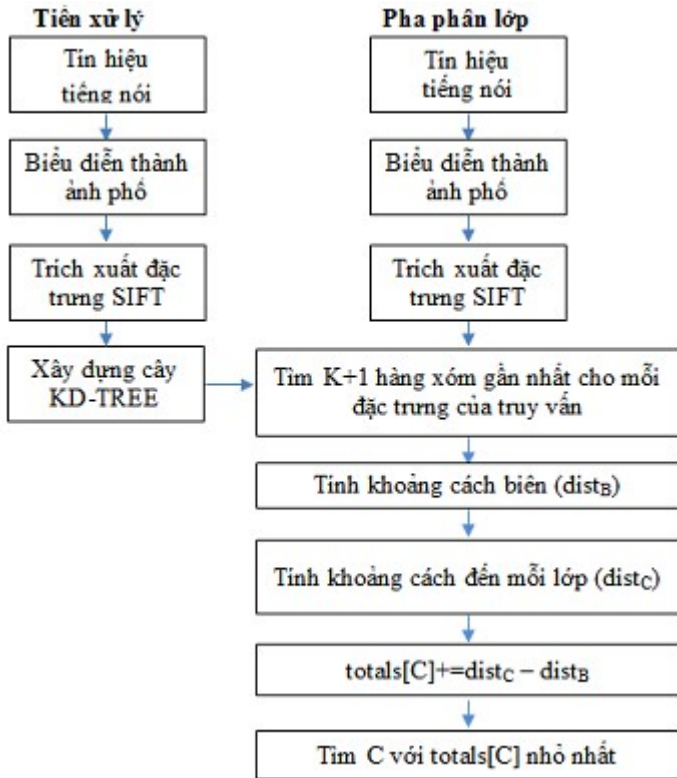 Tiền xử lý
Tín hiệu
tiếng nói
Biểu diễn thành
ảnh phổ
Trích xuất đặc
trưng SIFT
Xây dựng cây
KD-TREE
Pha phân lớp
Tín hiệu
tiếng nói
Biểu diễn thành
ảnh phổ
Trích xuất đặc
trưng SIFT
Tìm K+1 hàng xóm gần nhất cho mỗi
đặc trưng của truy vấn
Tính khoảng cách biên (distB)
Tính khoảng cách đến mỗi lớp (distC)
totals[C]+=distC – distB
Tìm C với totals[C] nhỏ nhất